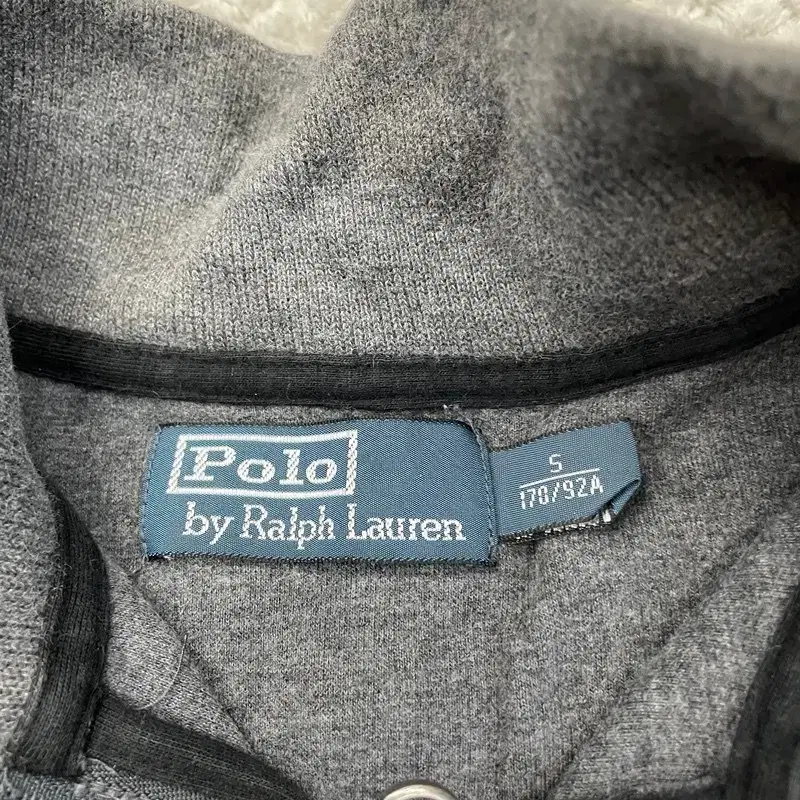 Polo
by Ralph Lauren
S
170/92A